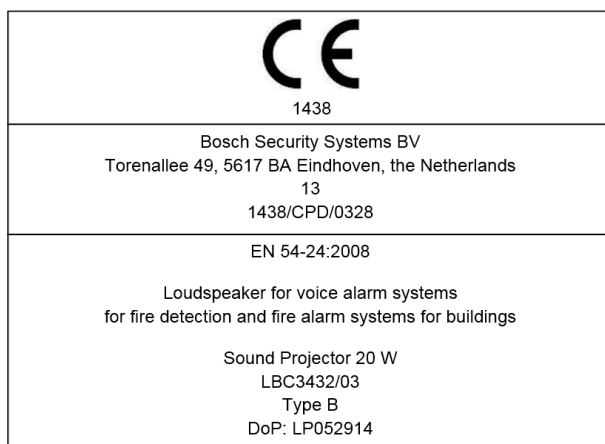 CE
1438
Bosch Security Systems BV
Torenallee 49, 5617 BA Eindhoven, the Netherlands
13
1438/CPD/0328
EN 54-24:2008
Loudspeaker for voice alarm systems
for fire detection and fire alarm systems for buildings
Sound Projector 20 W
LBC3432/03
Type B
DoP: LP052914